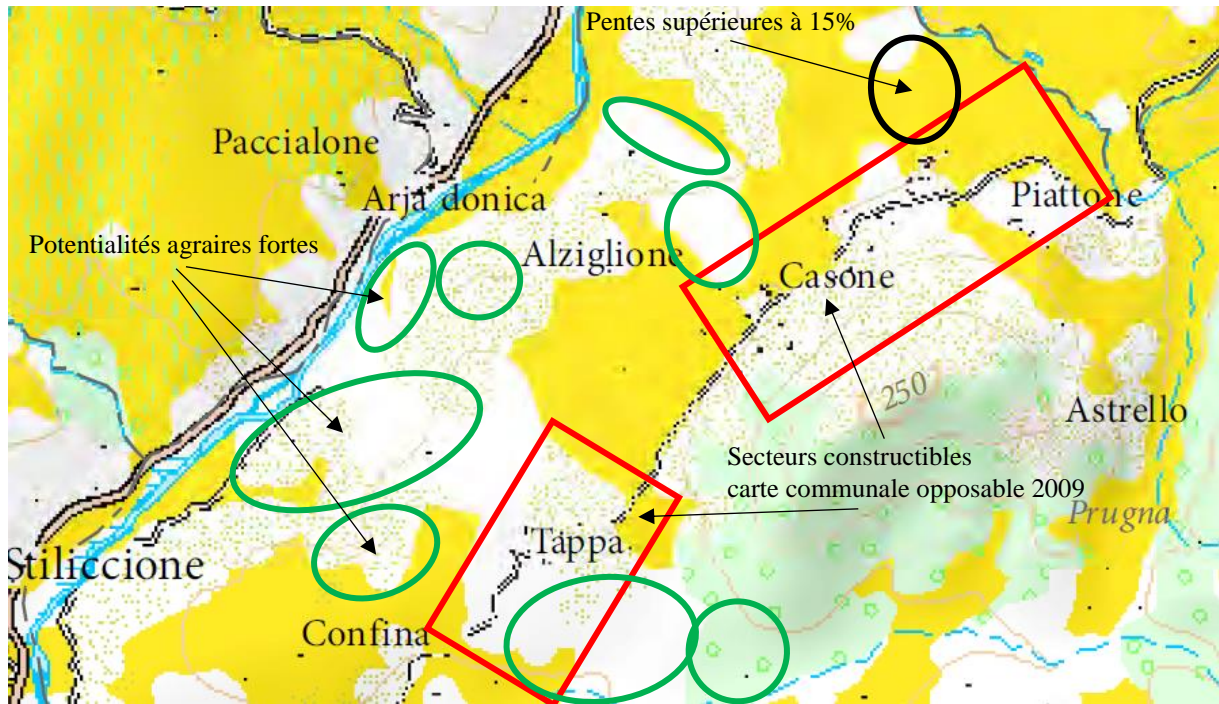 Pentes supérieures à 15%
Paccialone
Arja donica
Piattone
Potentialités agraires fortes
Alziglione
Casone
250
Astrello
Secteurs constructibles
carte communale opposable 2009
Prugna
Tappa
Stiliccione
Confina